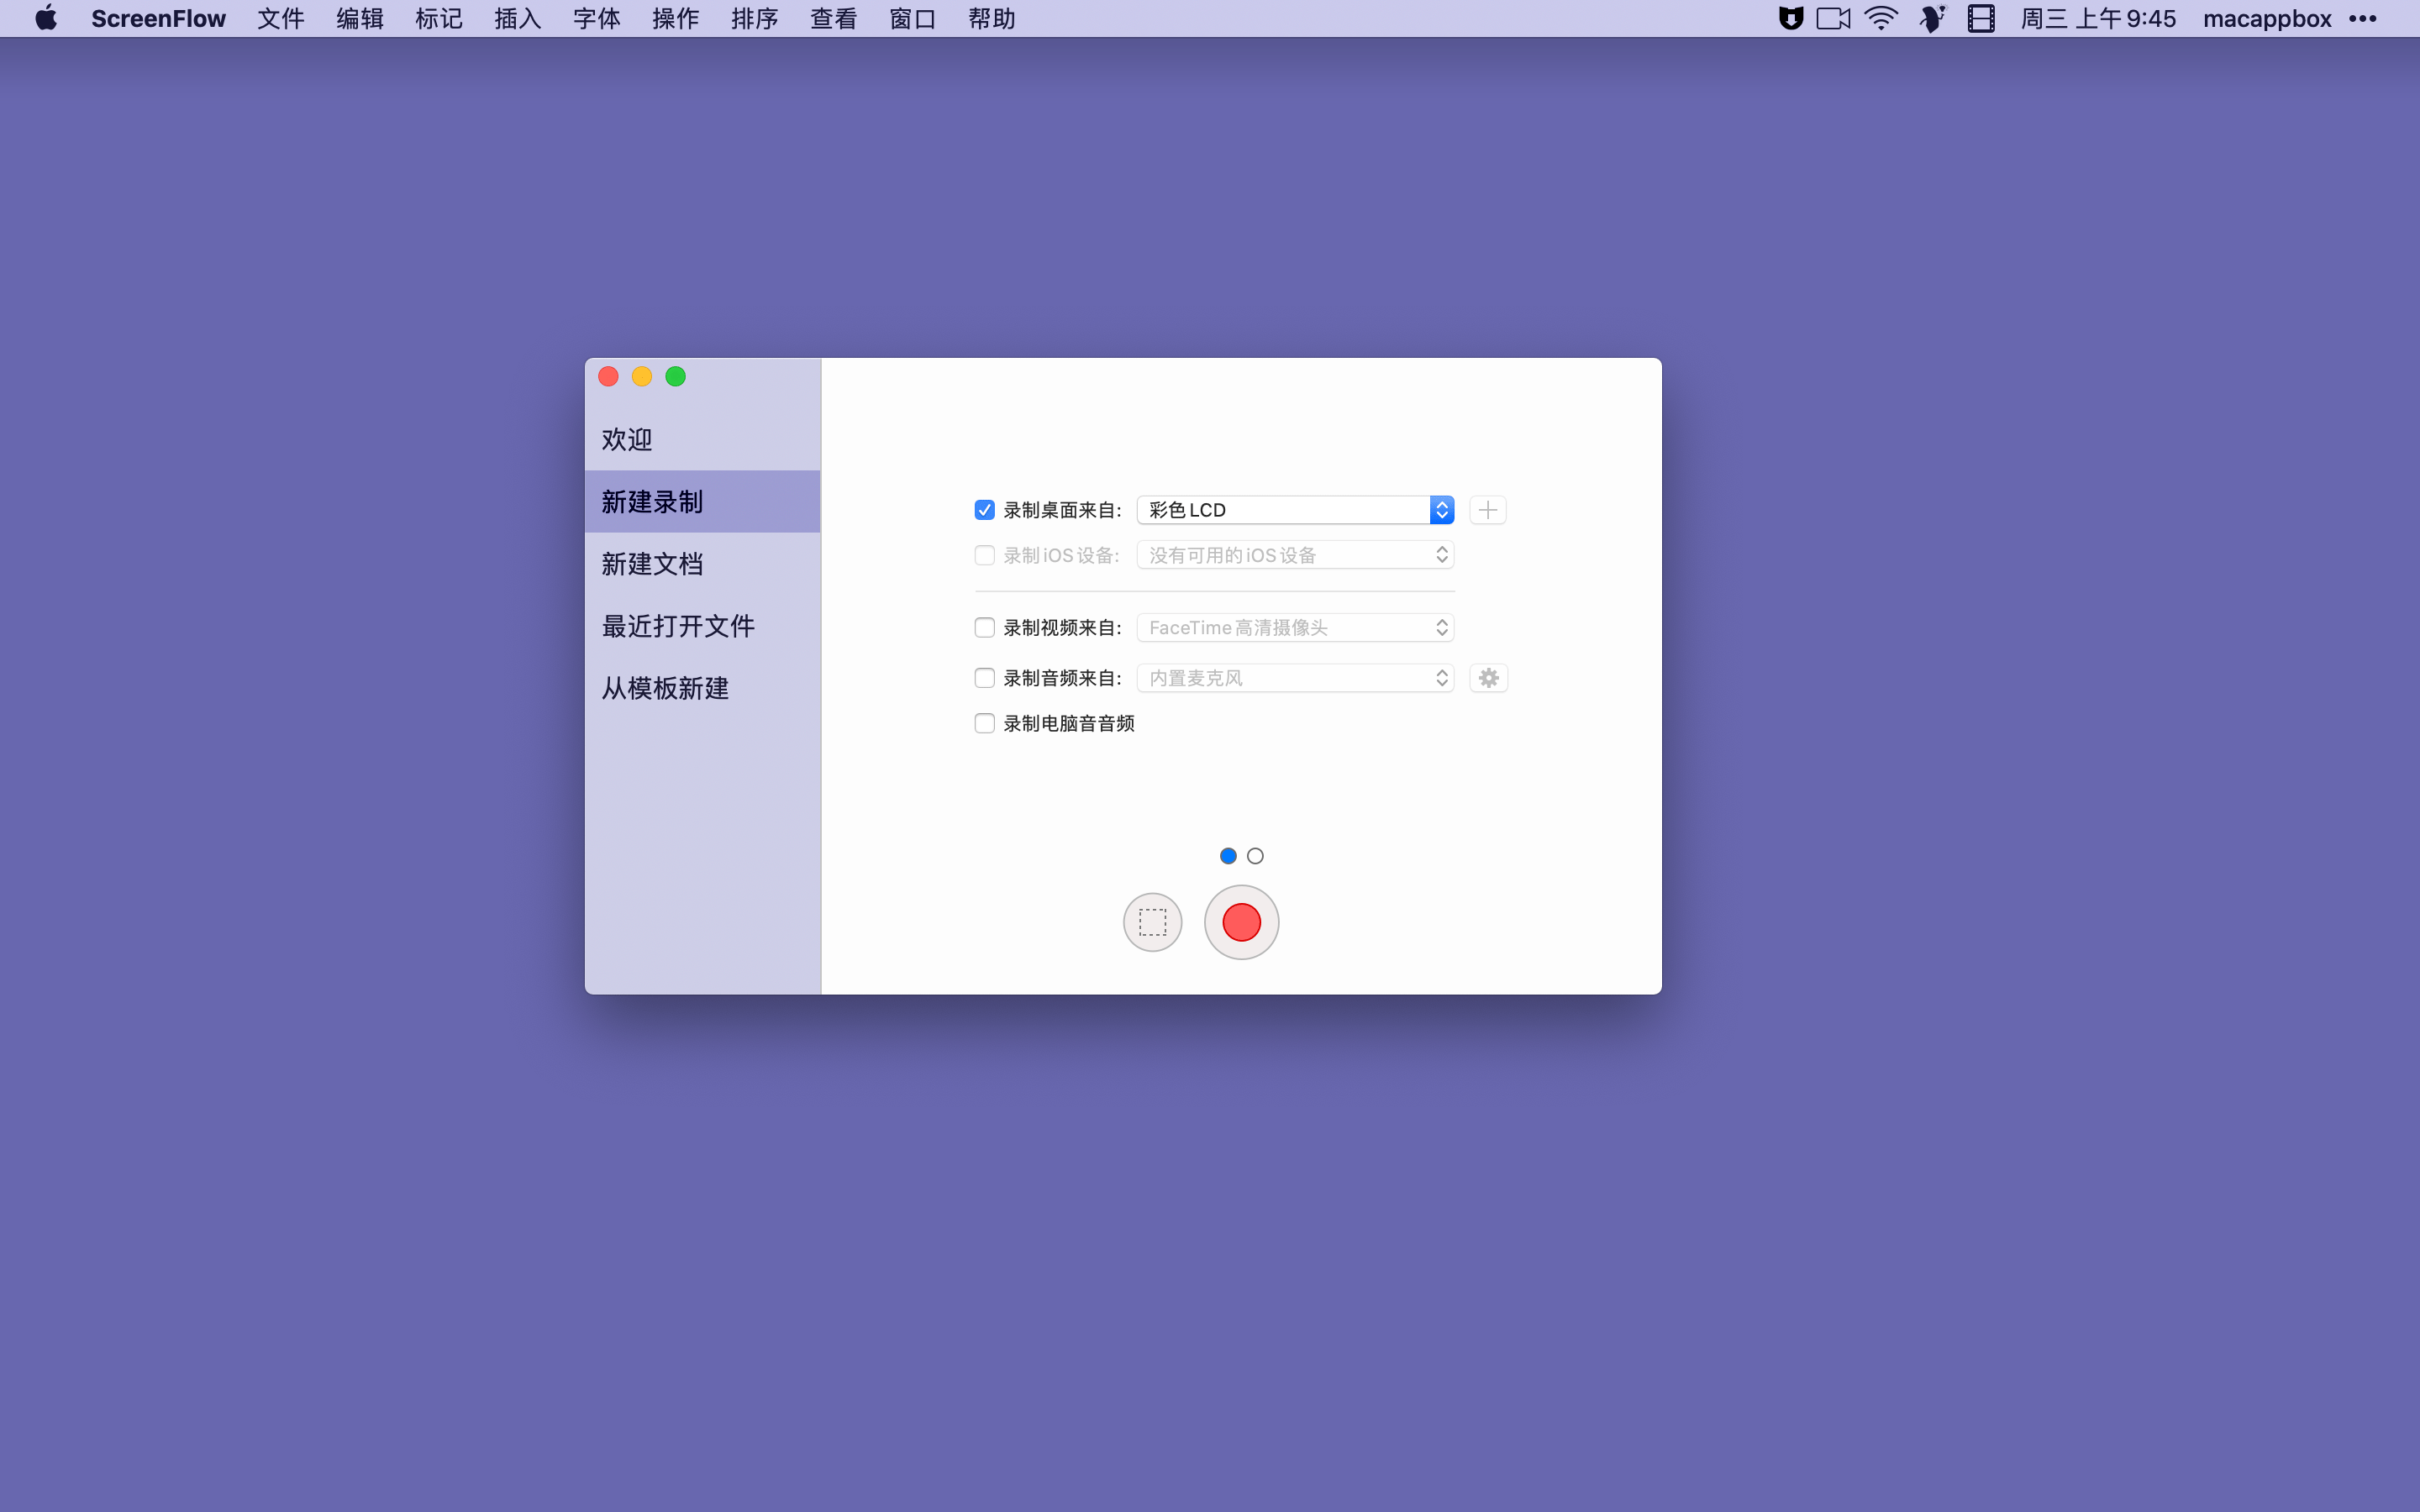 ScreenFlow 文件 编辑 标记 插入 字体 操作 排序 查看 窗口 帮助 周三 上午 9:45 macappbox
欢迎
新建录制
新建文档
最近打开文件
从模板新建
录制桌面来自: 彩色 LCD
录制 iOS 设备: 没有可用的 iOS 设备
录制视频来自: FaceTime 高清摄像头
录制音频来自: 内置麦克风
录制电脑音音频